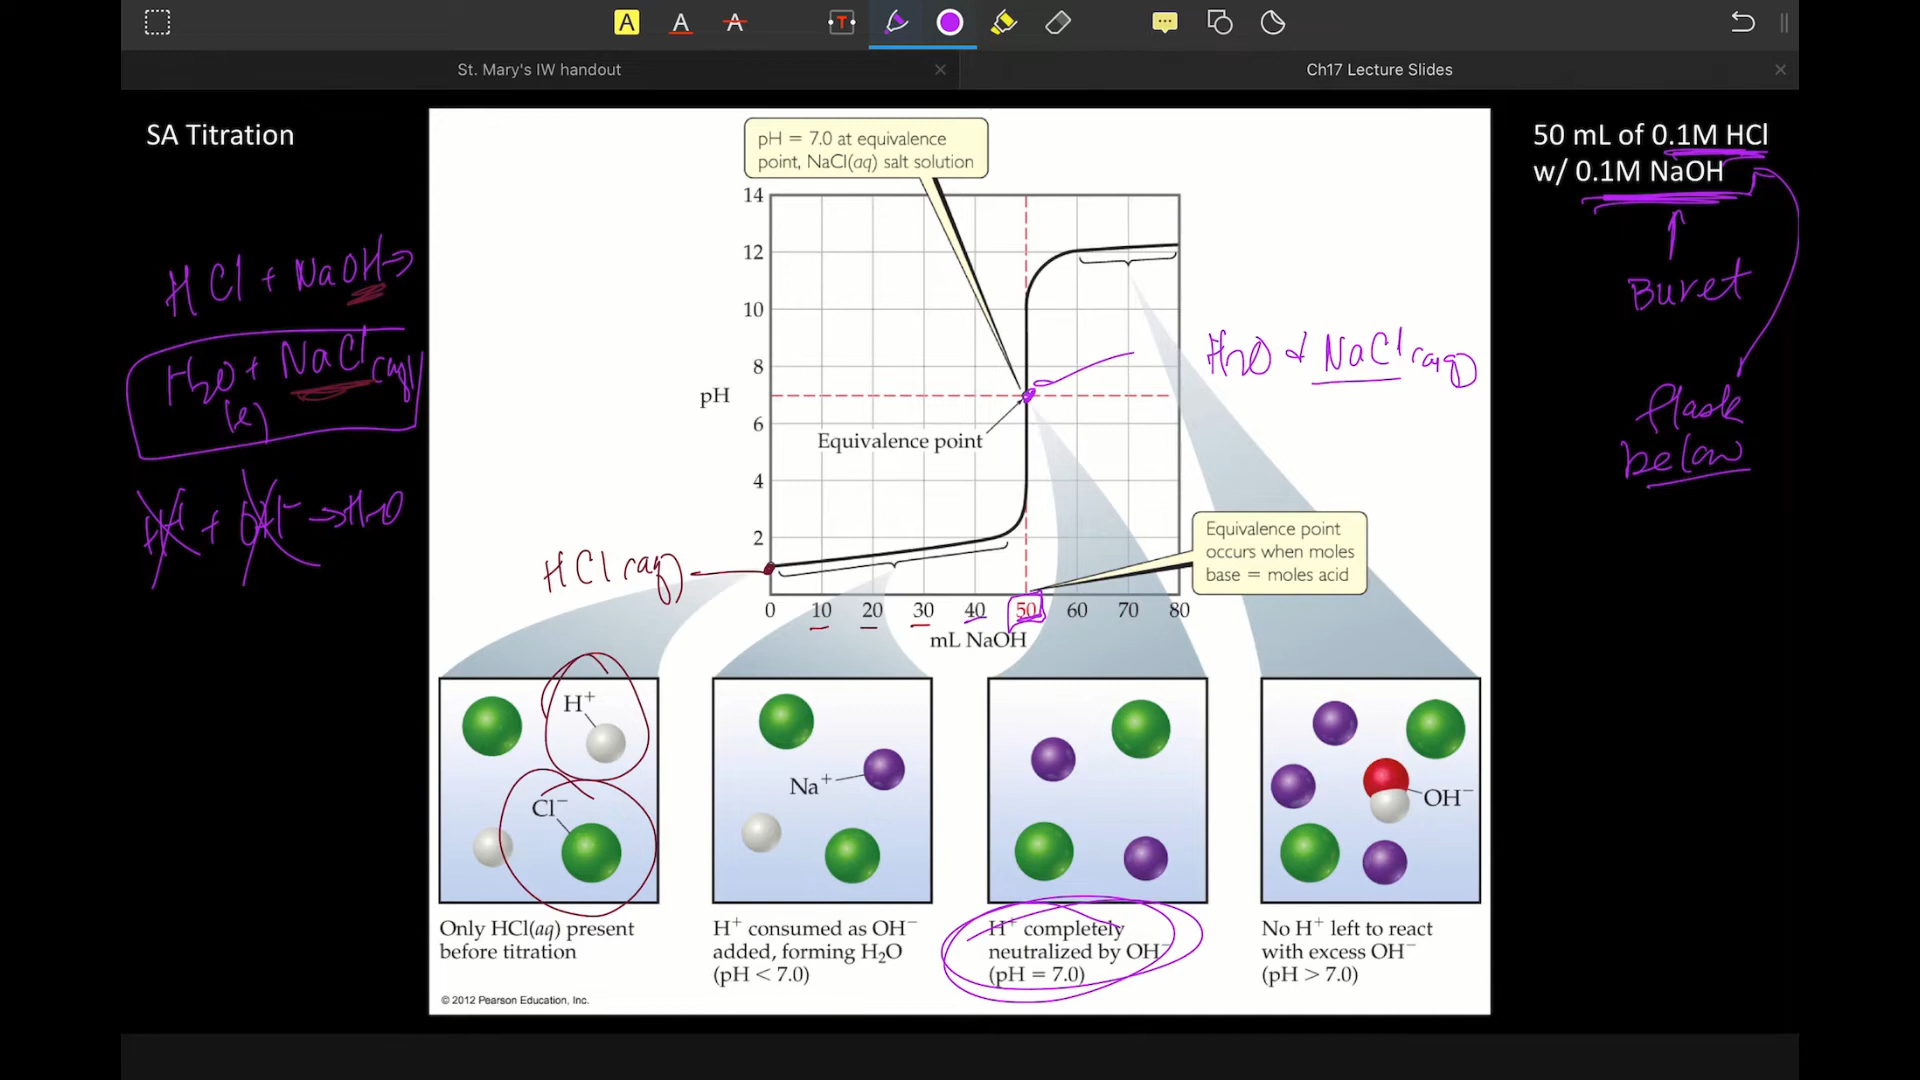 A A A T
St. Mary's IW handout
Ch17 Lecture Slides
SA Titration
50 mL of 0.1M HCl
w/ 0.1M NaOH
Buret
flask
below
HCl + NaOH →
H2O + NaCl (aq)
(l)
H+ + OH- → H2O
pH = 7.0 at equivalence
point, NaCl(aq) salt solution
14
12
10
8
6
4
2
pH
Equivalence point
H2O & NaCl (aq)
HCl (aq)
Equivalence point
occurs when moles
base = moles acid
0 10 20 30 40 50 60 70 80
mL NaOH
H⁺
Cl⁻
Only HCl(aq) present
before titration
Na⁺
H⁺ consumed as OH⁻
added, forming H₂O
(pH < 7.0)
H⁺ completely
neutralized by OH⁻
(pH = 7.0)
OH⁻
No H⁺ left to react
with excess OH⁻
(pH > 7.0)
© 2012 Pearson Education, Inc.